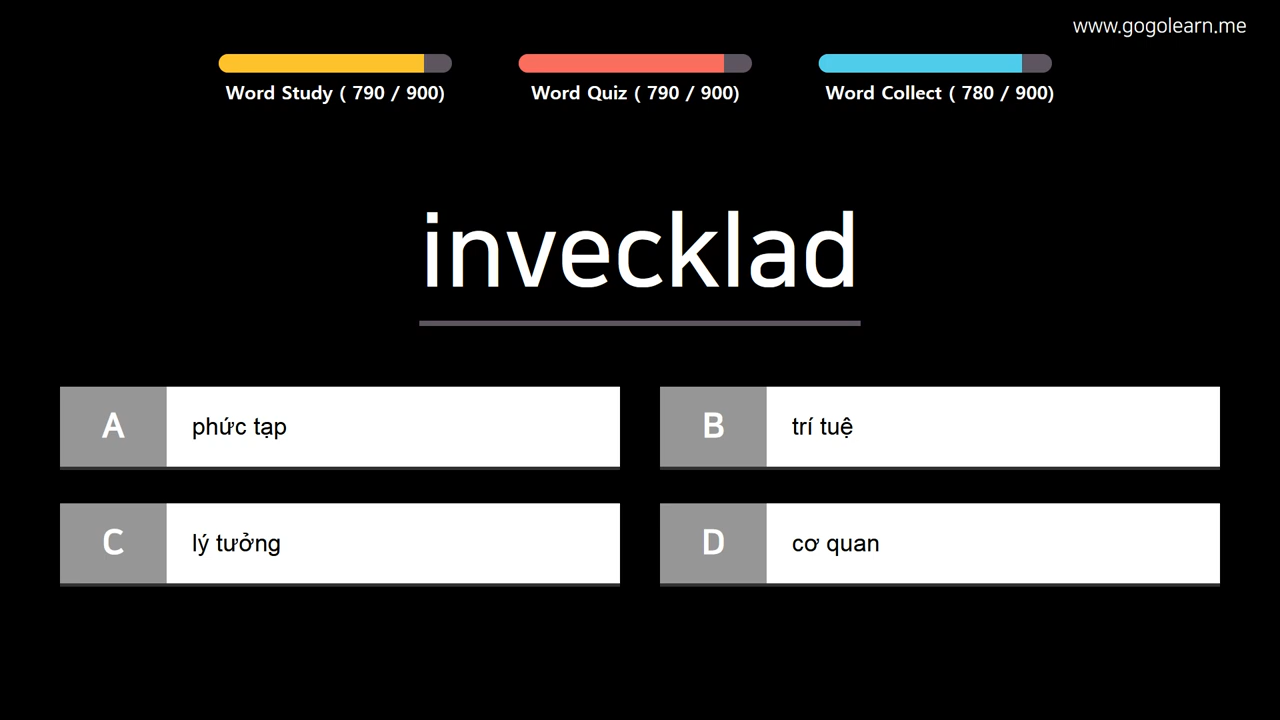 www.gogolearn.me
Word Study ( 790 / 900)
Word Quiz ( 790 / 900)
Word Collect ( 780 / 900)
invecklad
A phức tạp
B trí tuệ
C lý tưởng
D cơ quan